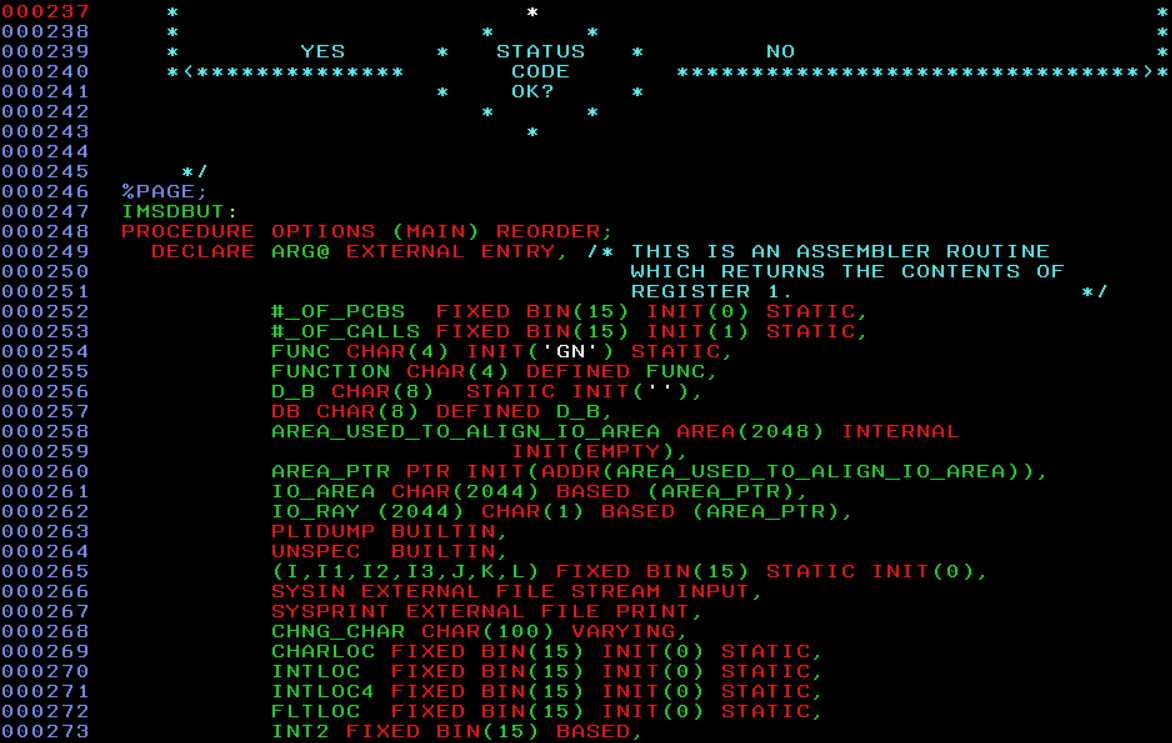 000237      *                       *                                         *
000238      *                    *      *                                     *
000239      *        YES      *   STATUS   *        NO                        *
000240      *<**************       CODE       *******************************>*
000241                        *    OK?     *
000242                           *      *
000243                              *
000244
000245       */
000246  %PAGE;
000247  IMSDBUT:
000248  PROCEDURE OPTIONS (MAIN) REORDER;
000249    DECLARE ARG@ EXTERNAL ENTRY, /* THIS IS AN ASSEMBLER ROUTINE
000250                                    WHICH RETURNS THE CONTENTS OF
000251                                    REGISTER 1.                   */
000252            #_OF_PCBS  FIXED BIN(15) INIT(0) STATIC,
000253            #_OF_CALLS FIXED BIN(15) INIT(1) STATIC,
000254            FUNC CHAR(4) INIT('GN') STATIC,
000255            FUNCTION CHAR(4) DEFINED FUNC,
000256            D_B CHAR(8)  STATIC INIT(''),
000257            DB CHAR(8) DEFINED D_B,
000258            AREA_USED_TO_ALIGN_IO_AREA AREA(2048) INTERNAL
000259                            INIT(EMPTY),
000260            AREA_PTR PTR INIT(ADDR(AREA_USED_TO_ALIGN_IO_AREA)),
000261            IO_AREA CHAR(2044) BASED (AREA_PTR),
000262            IO_RAY (2044) CHAR(1) BASED (AREA_PTR),
000263            PLIDUMP BUILTIN,
000264            UNSPEC  BUILTIN,
000265            (I,I1,I2,I3,J,K,L) FIXED BIN(15) STATIC INIT(0),
000266            SYSIN EXTERNAL FILE STREAM INPUT,
000267            SYSPRINT EXTERNAL FILE PRINT,
000268            CHNG_CHAR CHAR(100) VARYING,
000269            CHARLOC FIXED BIN(15) INIT(0) STATIC,
000270            INTLOC  FIXED BIN(15) INIT(0) STATIC,
000271            INTLOC4 FIXED BIN(15) INIT(0) STATIC,
000272            FLTLOC  FIXED BIN(15) INIT(0) STATIC,
000273            INT2 FIXED BIN(15) BASED,